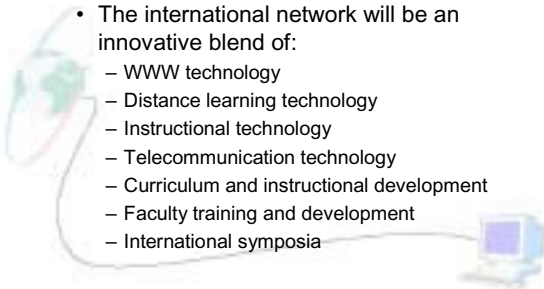 • The international network will be an
innovative blend of:
– WWW technology
– Distance learning technology
– Instructional technology
– Telecommunication technology
– Curriculum and instructional development
– Faculty training and development
– International symposia